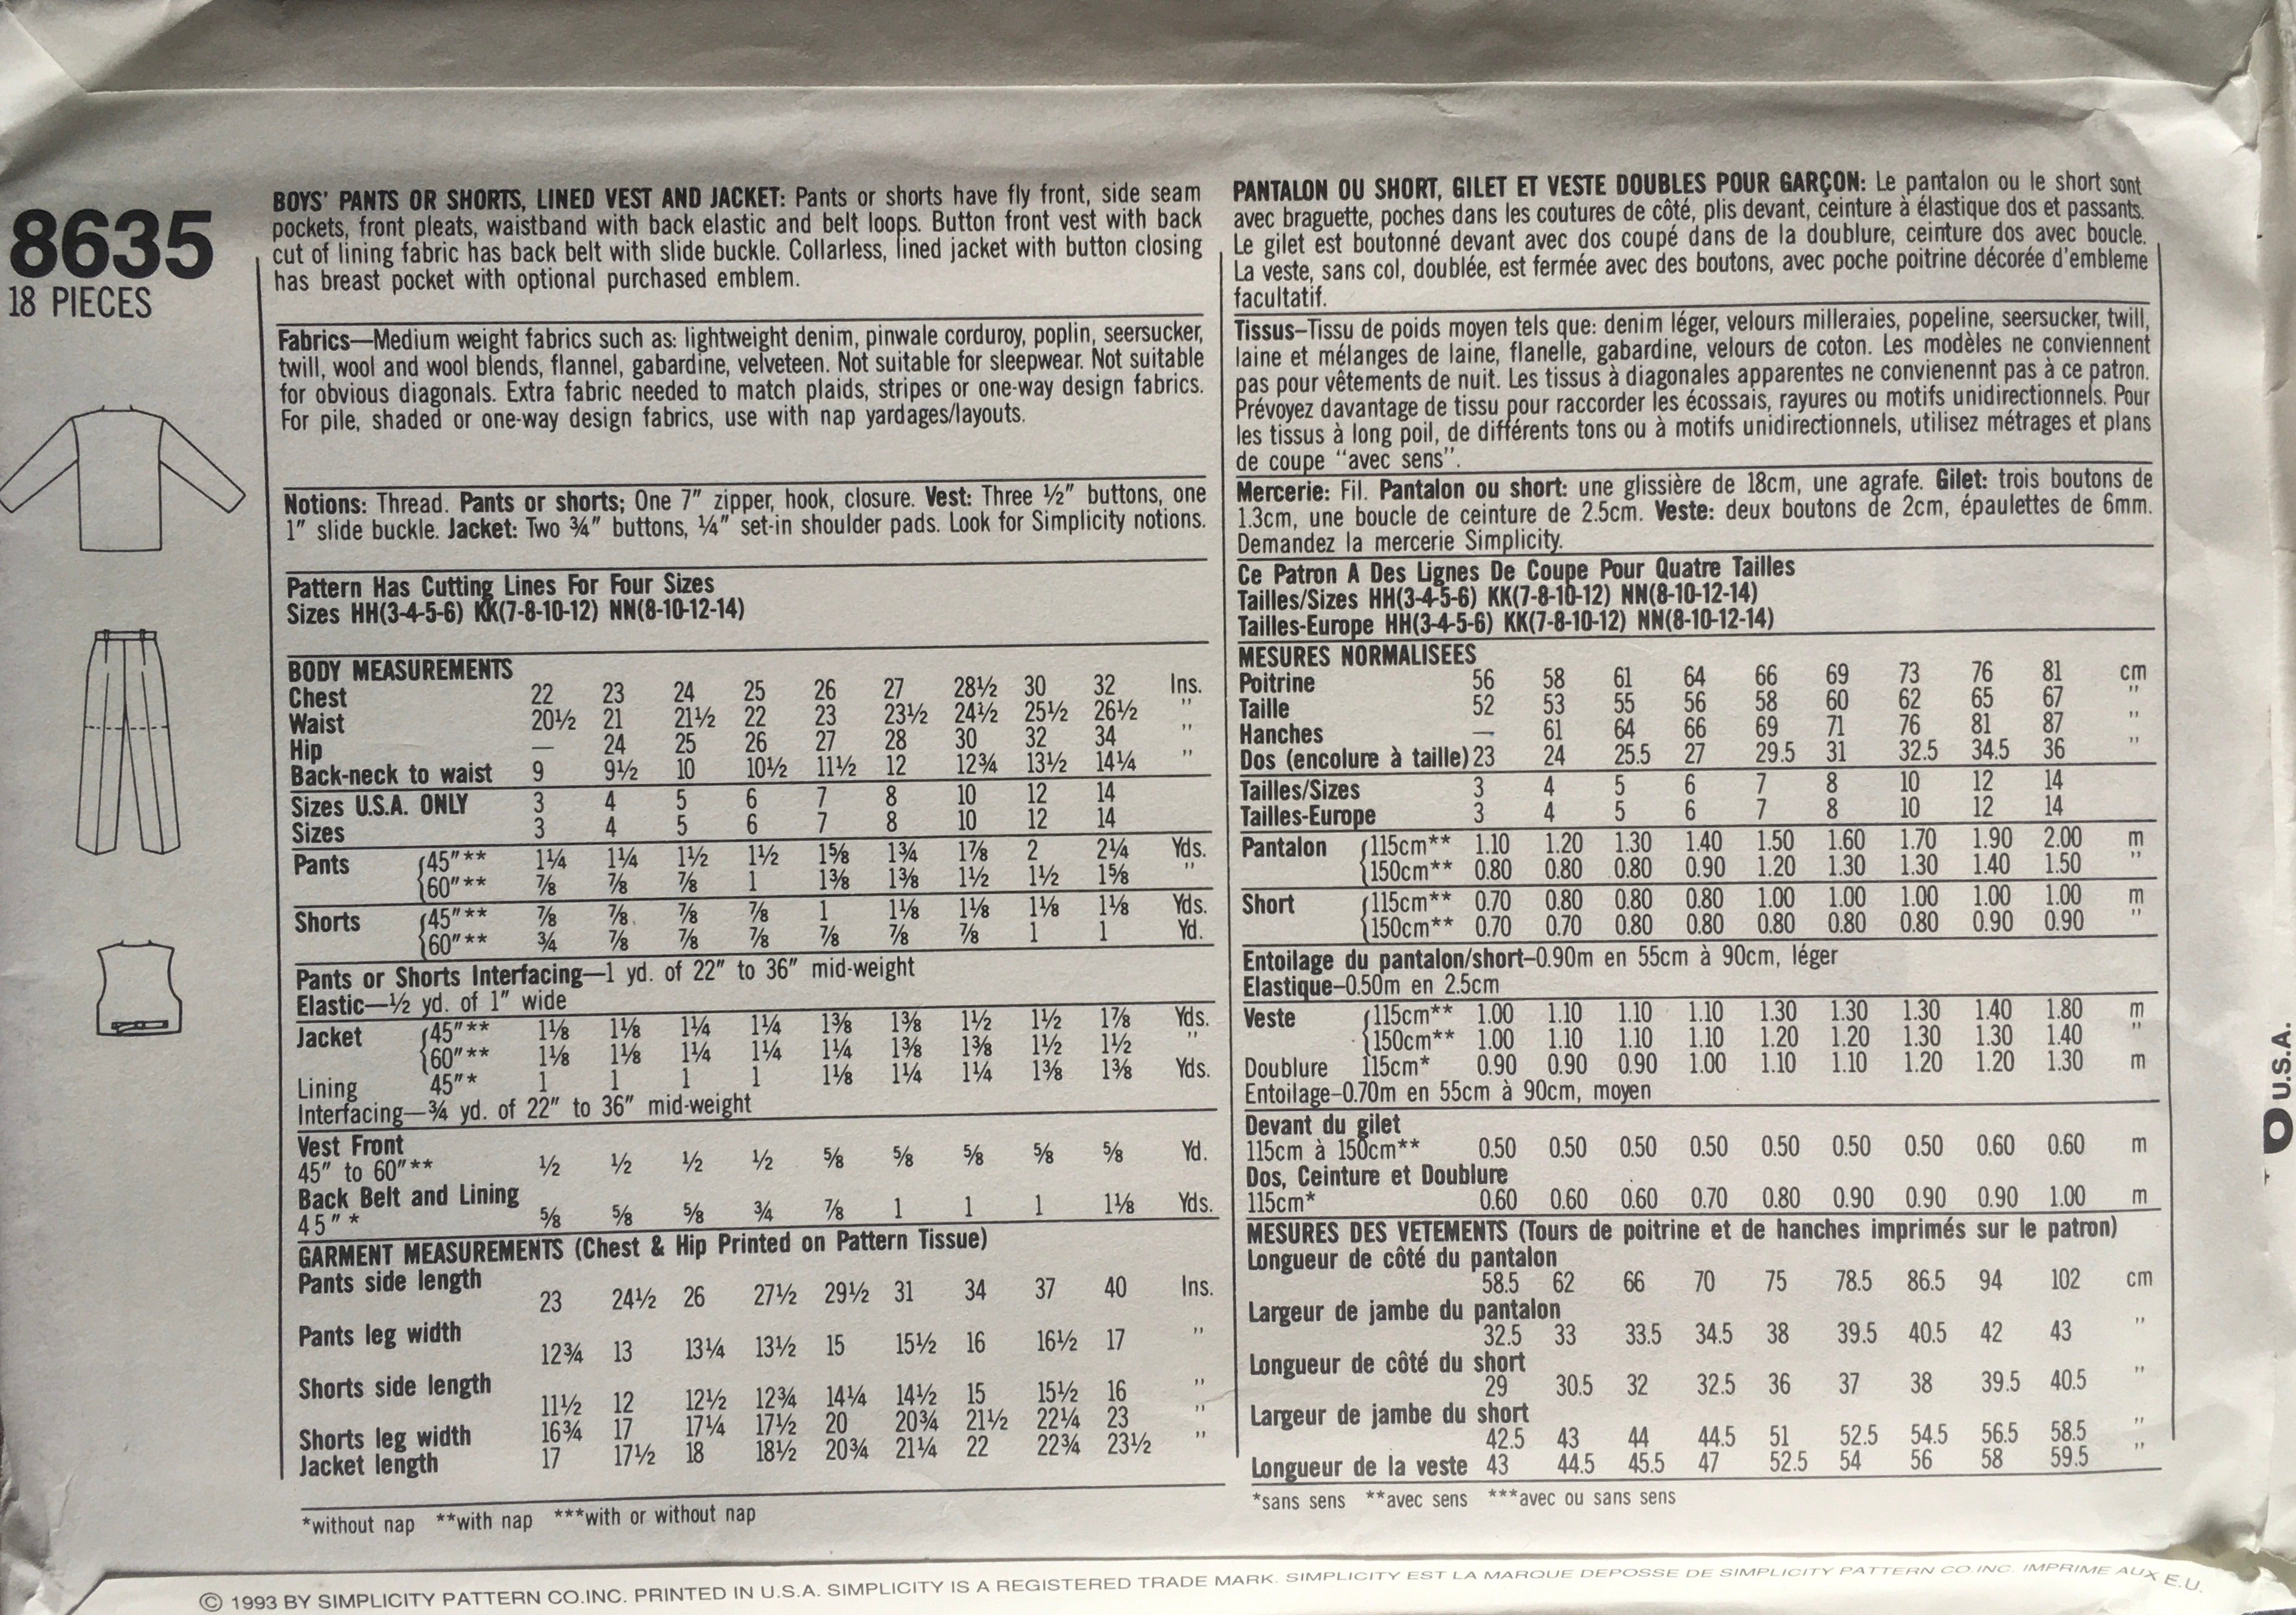 8635
18 PIECES
BOYS' PANTS OR SHORTS, LINED VEST AND JACKET: Pants or shorts have fly front, side seam
pockets, front pleats, waistband with back elastic and belt loops. Button front vest with back
cut of lining fabric has back belt with slide buckle. Collarless, lined jacket with button closing
has breast pocket with optional purchased emblem.
Fabrics—Medium weight fabrics such as: lightweight denim, pinwale corduroy, poplin, seersucker,
twill, wool and wool blends, flannel, gabardine, velveteen. Not suitable for sleepwear. Not suitable
for obvious diagonals. Extra fabric needed to match plaids, stripes or one-way design fabrics.
For pile, shaded or one-way design fabrics, use with nap yardages/layouts.
Notions: Thread. Pants or shorts; One 7" zipper, hook, closure. Vest: Three ½" buttons, one
1" slide buckle. Jacket: Two ¾" buttons, ¼" set-in shoulder pads. Look for Simplicity notions.
Pattern Has Cutting Lines For Four Sizes
Sizes HH(3-4-5-6) KK(7-8-10-12) NN(8-10-12-14)
BODY MEASUREMENTS
Chest 22 23 24 25 26 27 28½ 30 32 Ins.
Waist 20½ 21 21½ 22 23 23½ 24½ 25½ 26½ "
Hip — 24 25 26 27 28 30 32 34 "
Back-neck to waist 9 9½ 10 10½ 11½ 12 12¾ 13½ 14¼ "
Sizes U.S.A. ONLY 3 4 5 6 7 8 10 12 14
Sizes 3 4 5 6 7 8 10 12 14
Pants {45"** 1¼ 1¼ 1½ 1½ 1⅝ 1¾ 1⅞ 2 2¼ Yds.
{60"** ⅞ ⅞ ⅞ 1 1⅜ 1⅜ 1½ 1½ 1⅝ "
Shorts {45"** ⅞ ⅞ ⅞ ⅞ 1 1⅛ 1⅛ 1⅛ 1⅛ Yds.
{60"** ¾ ⅞ ⅞ ⅞ ⅞ ⅞ ⅞ 1 1 Yd.
Pants or Shorts Interfacing—1 yd. of 22" to 36" mid-weight
Elastic—½ yd. of 1" wide
Jacket {45"** 1⅛ 1⅛ 1¼ 1¼ 1⅜ 1⅜ 1½ 1½ 1⅞ Yds.
{60"** 1⅛ 1⅛ 1¼ 1¼ 1¼ 1⅜ 1⅜ 1½ 1½ "
Lining 45"* 1 1 1 1 1⅛ 1¼ 1¼ 1⅜ 1⅜ Yds.
Interfacing—¾ yd. of 22" to 36" mid-weight
Vest Front
45" to 60"** ½ ½ ½ ½ ⅝ ⅝ ⅝ ⅝ ⅝ Yd.
Back Belt and Lining
45"* ⅝ ⅝ ⅝ ¾ ⅞ 1 1 1 1⅛ Yds.
GARMENT MEASUREMENTS (Chest & Hip Printed on Pattern Tissue)
Pants side length
23 24½ 26 27½ 29½ 31 34 37 40 Ins.
Pants leg width
12¾ 13 13¼ 13½ 15 15½ 16 16½ 17 "
Shorts side length
11½ 12 12½ 12¾ 14¼ 14½ 15 15½ 16 "
Shorts leg width 16¾ 17 17¼ 17½ 20 20¾ 21½ 22¼ 23 "
Jacket length 17 17½ 18 18½ 20¾ 21¼ 22 22¾ 23½ "
*without nap **with nap ***with or without nap
PANTALON OU SHORT, GILET ET VESTE DOUBLES POUR GARÇON: Le pantalon ou le short sont
avec braguette, poches dans les coutures de côté, plis devant, ceinture à élastique dos et passants.
Le gilet est boutonné devant avec dos coupé dans de la doublure, ceinture dos avec boucle.
La veste, sans col, doublée, est fermée avec des boutons, avec poche poitrine décorée d'embleme
facultatif.
Tissus–Tissu de poids moyen tels que: denim léger, velours milleraies, popeline, seersucker, twill,
laine et mélanges de laine, flanelle, gabardine, velours de coton. Les modèles ne conviennent
pas pour vêtements de nuit. Les tissus à diagonales apparentes ne convienennt pas à ce patron.
Prévoyez davantage de tissu pour raccorder les écossais, rayures ou motifs unidirectionnels. Pour
les tissus à long poil, de différents tons ou à motifs unidirectionnels, utilisez métrages et plans
de coupe "avec sens".
Mercerie: Fil. Pantalon ou short: une glissière de 18cm, une agrafe. Gilet: trois boutons de
1.3cm, une boucle de ceinture de 2.5cm. Veste: deux boutons de 2cm, épaulettes de 6mm.
Demandez la mercerie Simplicity.
Ce Patron A Des Lignes De Coupe Pour Quatre Tailles
Tailles/Sizes HH(3-4-5-6) KK(7-8-10-12) NN(8-10-12-14)
Tailles-Europe HH(3-4-5-6) KK(7-8-10-12) NN(8-10-12-14)
MESURES NORMALISEES
Poitrine 56 58 61 64 66 69 73 76 81 cm
Taille 52 53 55 56 58 60 62 65 67 "
Hanches — 61 64 66 69 71 76 81 87 "
Dos (encolure à taille) 23 24 25.5 27 29.5 31 32.5 34.5 36 "
Tailles/Sizes 3 4 5 6 7 8 10 12 14
Tailles-Europe 3 4 5 6 7 8 10 12 14
Pantalon {115cm** 1.10 1.20 1.30 1.40 1.50 1.60 1.70 1.90 2.00 m
{150cm** 0.80 0.80 0.80 0.90 1.20 1.30 1.30 1.40 1.50 "
Short {115cm** 0.70 0.80 0.80 0.80 1.00 1.00 1.00 1.00 1.00 m
{150cm** 0.70 0.70 0.80 0.80 0.80 0.80 0.80 0.90 0.90 "
Entoilage du pantalon/short–0.90m en 55cm à 90cm, léger
Elastique–0.50m en 2.5cm
Veste {115cm** 1.00 1.10 1.10 1.10 1.30 1.30 1.30 1.40 1.80 m
{150cm** 1.00 1.10 1.10 1.10 1.20 1.20 1.30 1.30 1.40 "
Doublure 115cm* 0.90 0.90 0.90 1.00 1.10 1.10 1.20 1.20 1.30 m
Entoilage–0.70m en 55cm à 90cm, moyen
Devant du gilet
115cm à 150cm** 0.50 0.50 0.50 0.50 0.50 0.50 0.50 0.60 0.60 m
Dos, Ceinture et Doublure
115cm* 0.60 0.60 0.60 0.70 0.80 0.90 0.90 0.90 1.00 m
MESURES DES VETEMENTS (Tours de poitrine et de hanches imprimés sur le patron)
Longueur de côté du pantalon
58.5 62 66 70 75 78.5 86.5 94 102 cm
Largeur de jambe du pantalon
32.5 33 33.5 34.5 38 39.5 40.5 42 43 "
Longueur de côté du short
29 30.5 32 32.5 36 37 38 39.5 40.5 "
Largeur de jambe du short
42.5 43 44 44.5 51 52.5 54.5 56.5 58.5 "
Longueur de la veste 43 44.5 45.5 47 52.5 54 56 58 59.5 "
*sans sens **avec sens ***avec ou sans sens
U.S.A.
© 1993 BY SIMPLICITY PATTERN CO.INC. PRINTED IN U.S.A. SIMPLICITY IS A REGISTERED TRADE MARK. SIMPLICITY EST LA MARQUE DEPOSSE DE SIMPLICITY PATTERN CO.INC. IMPRIME AUX E.U.